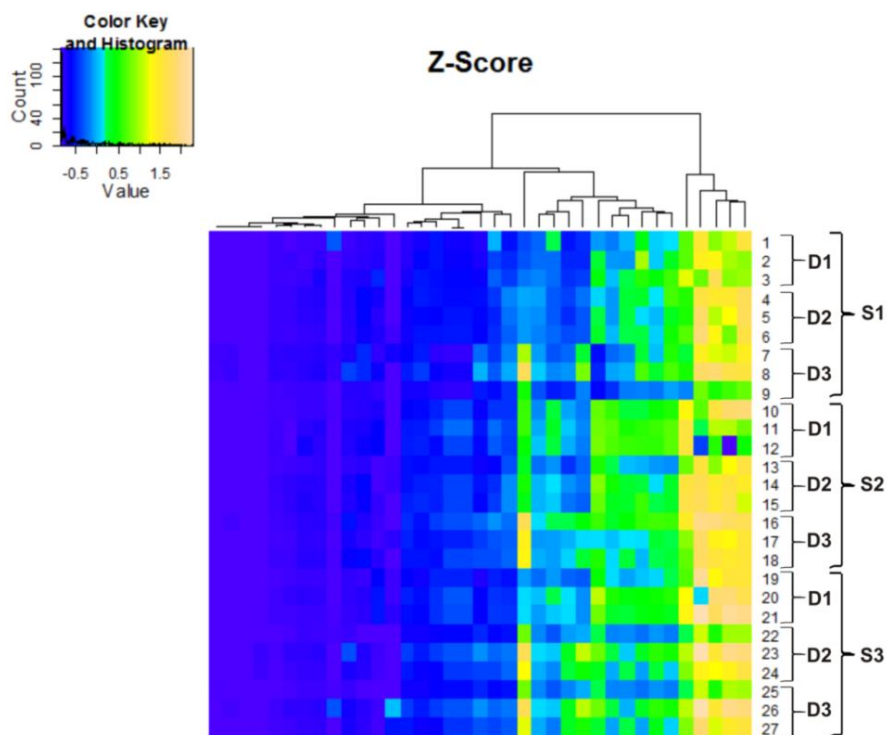 Color Key
and Histogram
Count
0 40 100
-0.5 0.5 1.5
Value
Z-Score
1
2
3
D1
4
5
6
D2
7
8
9
D3
S1
10
11
12
D1
13
14
15
D2
16
17
18
D3
S2
19
20
21
D1
22
23
24
D2
25
26
27
D3
S3